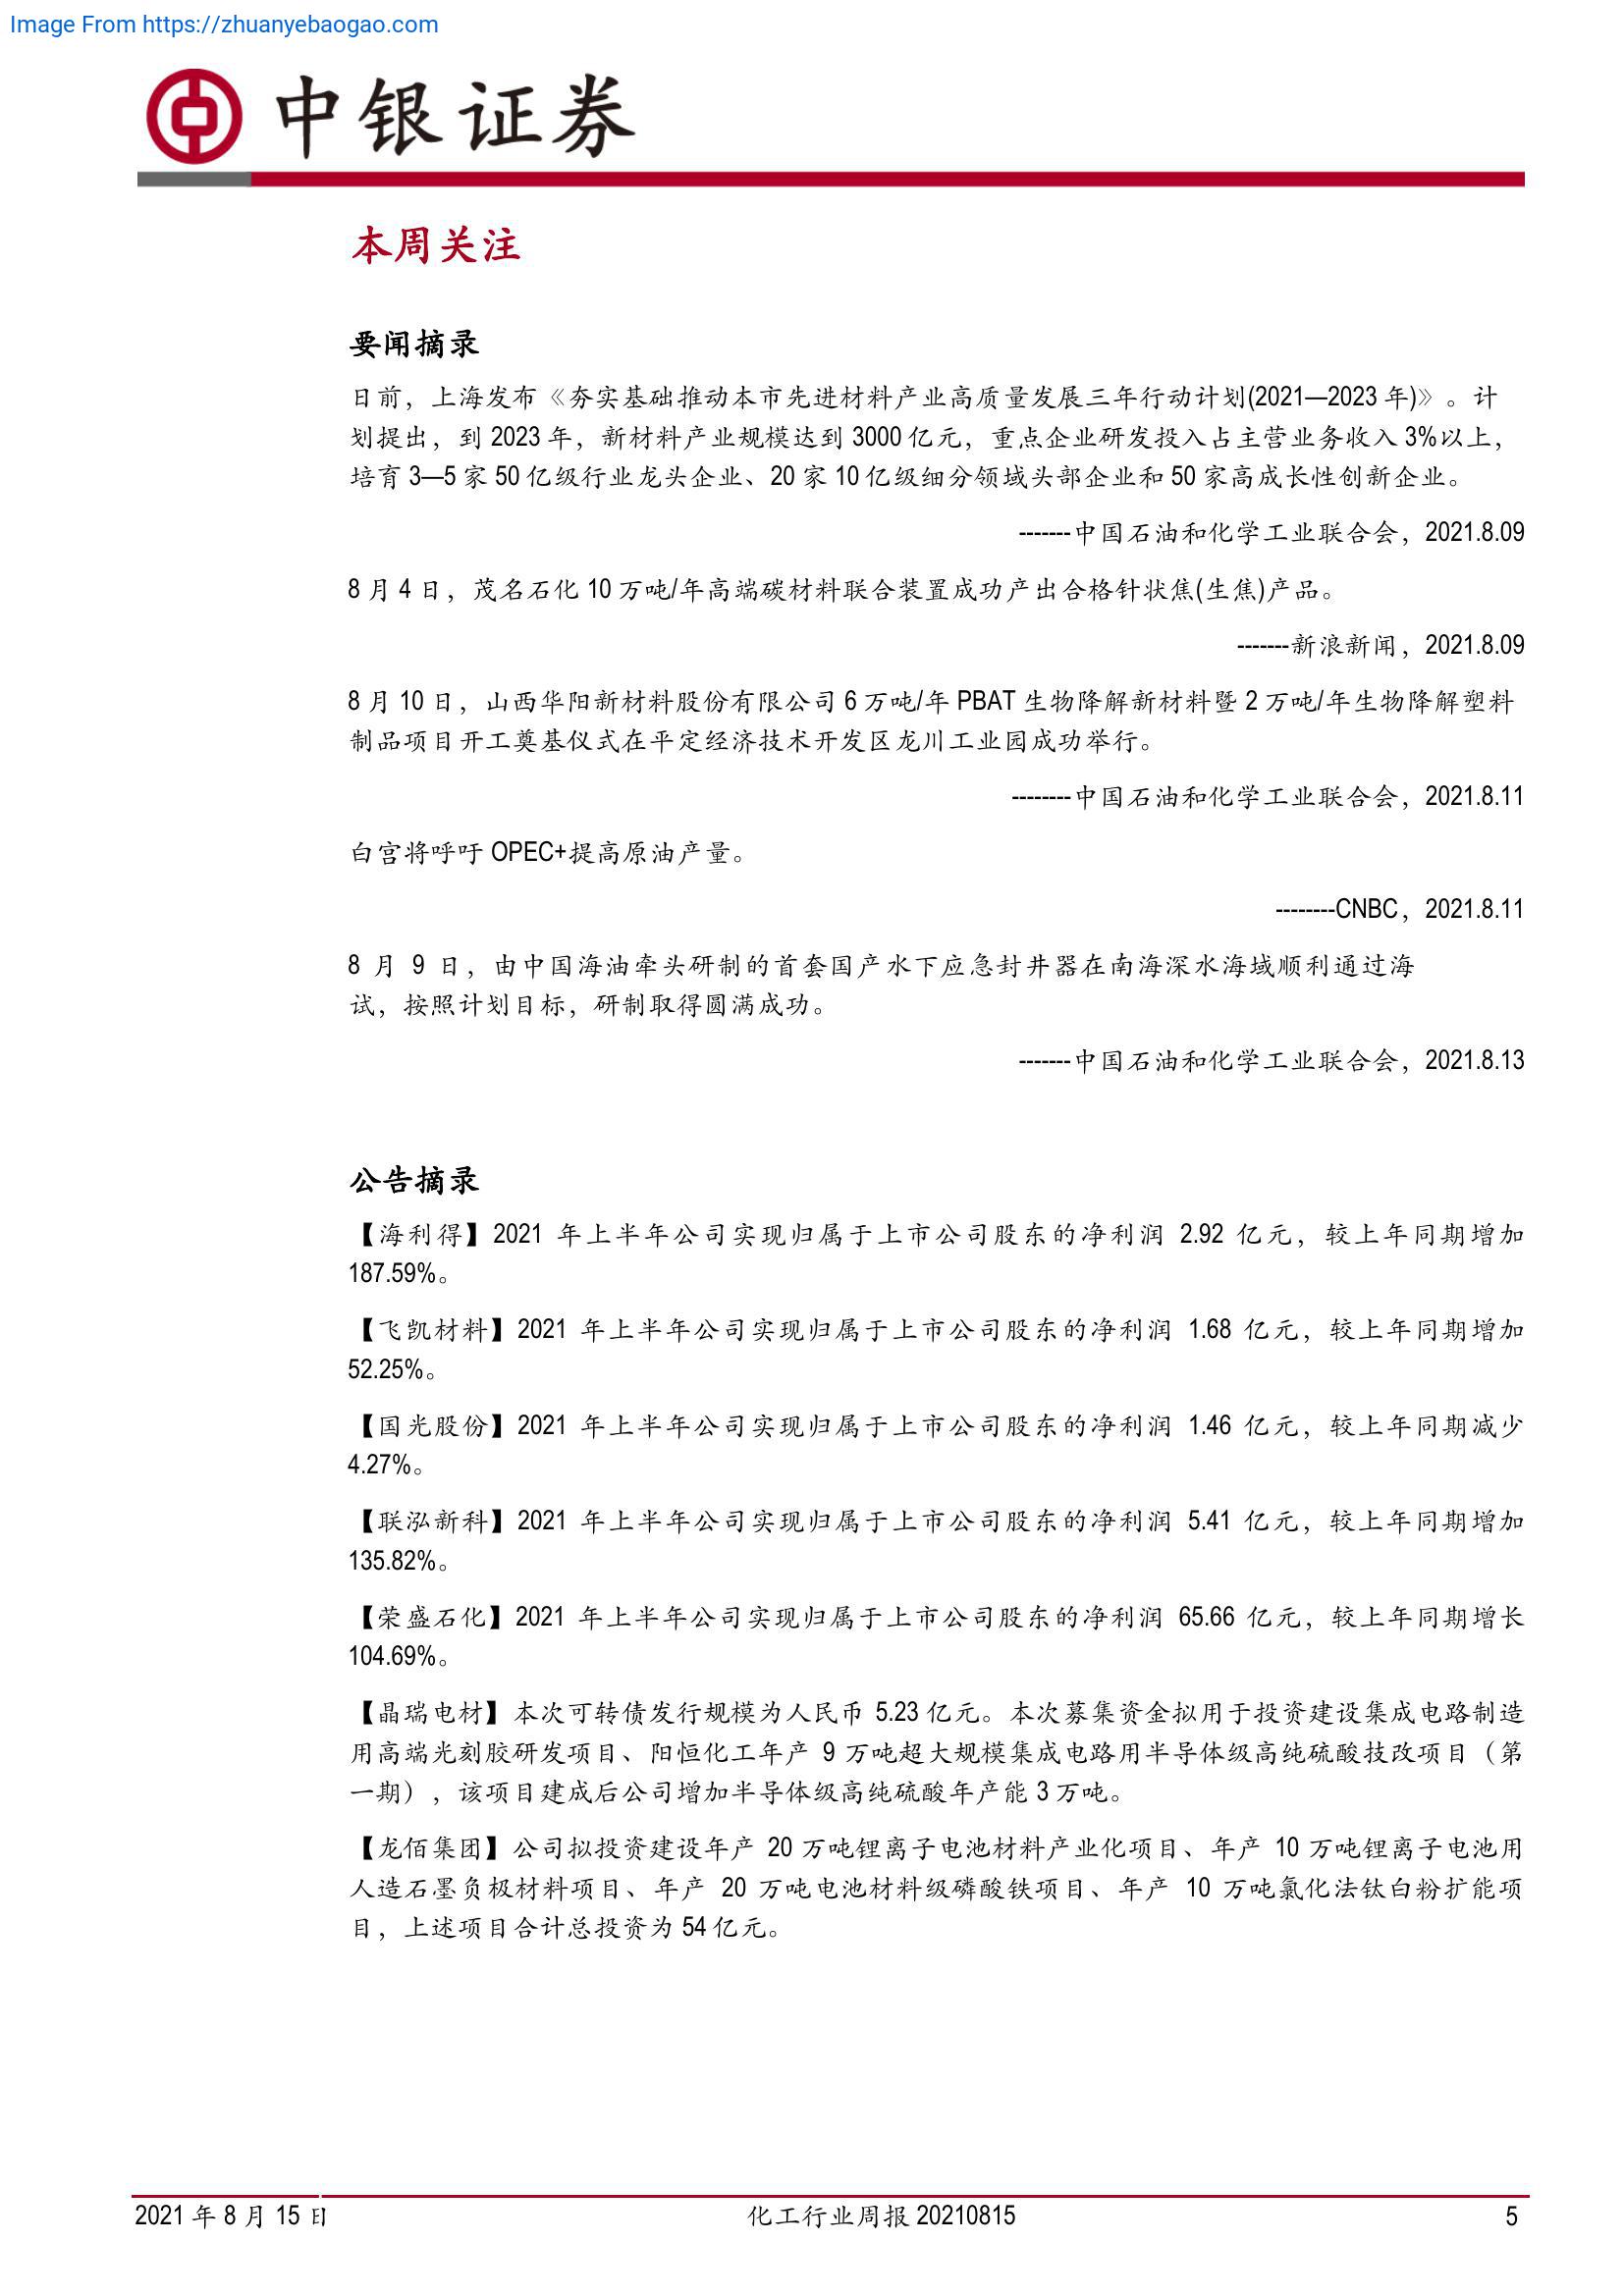 Image From https://zhuanyebaogao.com
中银证券
本周关注
要闻摘录
日前，上海发布《夯实基础推动本市先进材料产业高质量发展三年行动计划(2021—2023 年)》。计
划提出，到 2023 年，新材料产业规模达到 3000 亿元，重点企业研发投入占主营业务收入 3%以上，
培育 3—5 家 50 亿级行业龙头企业、20 家 10 亿级细分领域头部企业和 50 家高成长性创新企业。
-------中国石油和化学工业联合会，2021.8.09
8 月 4 日，茂名石化 10 万吨/年高端碳材料联合装置成功产出合格针状焦(生焦)产品。
-------新浪新闻，2021.8.09
8 月 10 日，山西华阳新材料股份有限公司 6 万吨/年 PBAT 生物降解新材料暨 2 万吨/年生物降解塑料
制品项目开工奠基仪式在平定经济技术开发区龙川工业园成功举行。
--------中国石油和化学工业联合会，2021.8.11
白宫将呼吁 OPEC+提高原油产量。
--------CNBC，2021.8.11
8 月 9 日，由中国海油牵头研制的首套国产水下应急封井器在南海深水海域顺利通过海
试，按照计划目标，研制取得圆满成功。
-------中国石油和化学工业联合会，2021.8.13
公告摘录
【海利得】2021 年上半年公司实现归属于上市公司股东的净利润 2.92 亿元，较上年同期增加
187.59%。
【飞凯材料】2021 年上半年公司实现归属于上市公司股东的净利润 1.68 亿元，较上年同期增加
52.25%。
【国光股份】2021 年上半年公司实现归属于上市公司股东的净利润 1.46 亿元，较上年同期减少
4.27%。
【联泓新科】2021 年上半年公司实现归属于上市公司股东的净利润 5.41 亿元，较上年同期增加
135.82%。
【荣盛石化】2021 年上半年公司实现归属于上市公司股东的净利润 65.66 亿元，较上年同期增长
104.69%。
【晶瑞电材】本次可转债发行规模为人民币 5.23 亿元。本次募集资金拟用于投资建设集成电路制造
用高端光刻胶研发项目、阳恒化工年产 9 万吨超大规模集成电路用半导体级高纯硫酸技改项目（第
一期），该项目建成后公司增加半导体级高纯硫酸年产能 3 万吨。
【龙佰集团】公司拟投资建设年产 20 万吨锂离子电池材料产业化项目、年产 10 万吨锂离子电池用
人造石墨负极材料项目、年产 20 万吨电池材料级磷酸铁项目、年产 10 万吨氯化法钛白粉扩能项
目，上述项目合计总投资为 54 亿元。
2021 年 8 月 15 日
化工行业周报 20210815
5